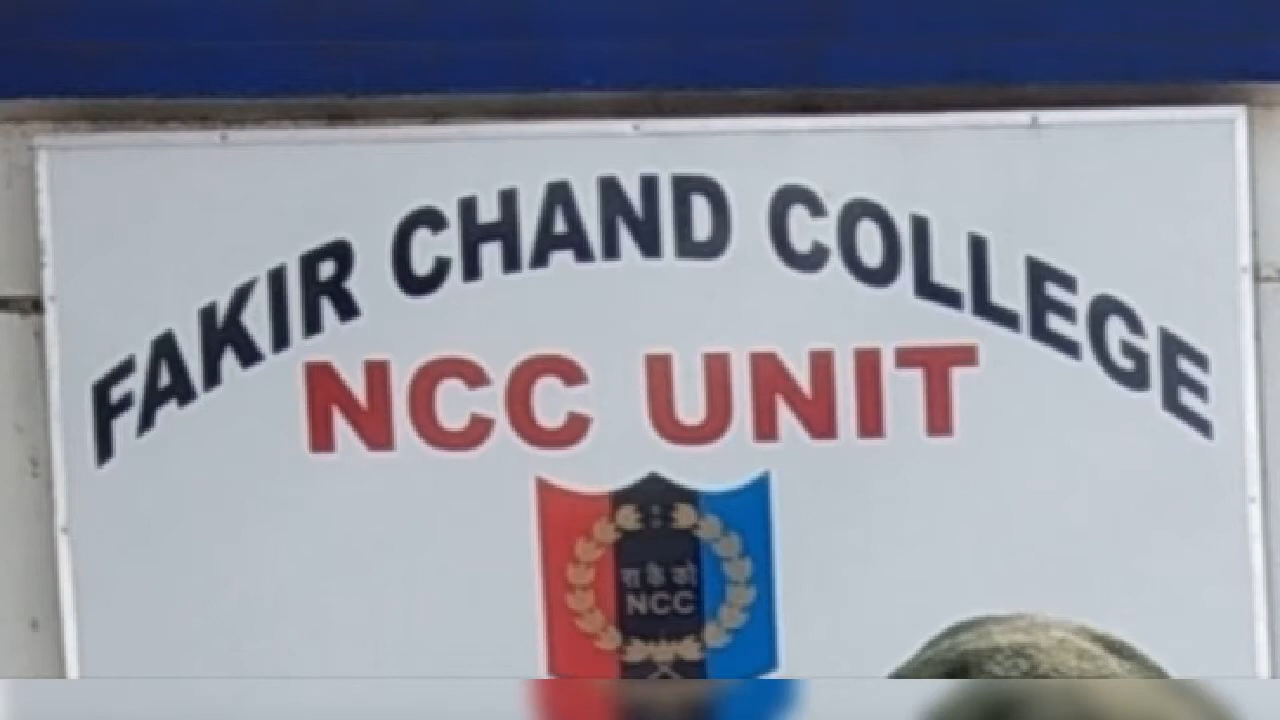 FAKIR CHAND COLLEGE
NCC UNIT
रा कै को
NCC